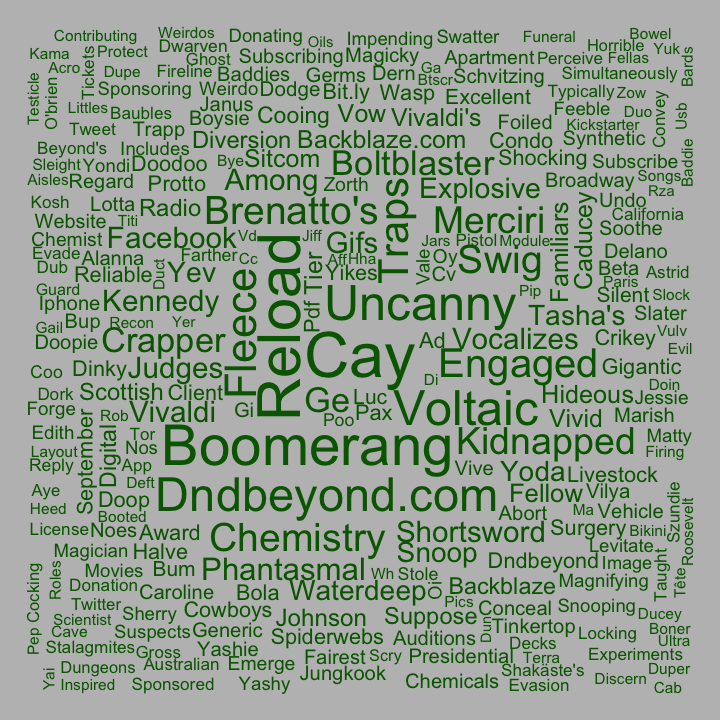 Contributing
Weirdos
Donating
Oils
Impending
Swatter
Funeral
Horrible
Bowel
Yuk
Kama
Acro
Tickets
Protect
Dwarven
Ghost
Subscribing
Magicky
Apartment
Perceive
Fellas
Bards
Testicle
O'brien
Dupe
Fireline
Baddies
Germs
Dern
Ga
Btscr
Schvitzing
Simultaneously
Sponsoring
Weirdo
Dodge
Bit.ly
Wasp
Excellent
Typically
Zow
Littles
Baubles
Janus
Boysie
Cooing
Vow
Vivaldi's
Foiled
Feeble
Duo
Convey
Usb
Tweet
Trapp
Diversion
Backblaze.com
Condo
Kickstarter
Synthetic
Beyond's
Includes
Bye
Sitcom
Boltblaster
Shocking
Subscribe
Baddie
Sleight
Yondi
Doodoo
Aisles
Regard
Protto
Among
Zorth
Traps
Explosive
Broadway
Songs
Rza
Kosh
Lotta
Radio
Brenatto's
Merciri
Familiars
Caducey
Undo
California
Website
Titi
Soothe
Chemist
Facebook
Vd
Jiff
Gifs
Jars
Pistol
Module
Evade
Alanna
Farther
Cc
Tier
Aff
Hha
Vale
Oy
Swig
Delano
Dub
Reliable
Duct
Yev
Fleece
Reload
Yikes
Cv
Beta
Astrid
Guard
Paris
Iphone
Kennedy
Pdf
Uncanny
Pip
Silent
Slock
Gail
Bup
Recon
Yer
Tasha's
Slater
Doopie
Crapper
Cay
Ad
Vocalizes
Crikey
Vulv
Evil
Coo
Dinky
Judges
Di
Engaged
Gigantic
Dork
Scottish
Client
Ge
Luc
Hideous
Doin
Jessie
Forge
Rob
Vivaldi
Gi
Poo
Pax
Voltaic
Vivid
Marish
Edith
September
Digital
Tor
Nos
Boomerang
Kidnapped
Matty
Layout
Firing
Reply
App
Vive
Yoda
Livestock
Aye
Doop
Deft
Dndbeyond.com
Fellow
Vilya
Szundie
Heed
Booted
Abort
Ma
Vehicle
Roosevelt
License
Noes
Award
Chemistry
Shortsword
Surgery
Bikini
Magician
Halve
Snoop
Dndbeyond
Levitate
Image
Taught
Movies
Bum
Phantasmal
Wh
Stole
Magnifying
Pep
Cocking
Roles
Donation
Caroline
Bola
Waterdeep
Oii
Backblaze
Tête
Twitter
Sherry
Cowboys
Pics
Conceal
Snooping
Ducey
Scientist
Johnson
Suppose
Tinkertop
Boner
Cave
Suspects
Generic
Spiderwebs
Auditions
Dun
Locking
Ultra
Stalagmites
Gross
Yashie
Fairest
Scry
Presidential
Decks
Terra
Experiments
Yai
Dungeons
Australian
Emerge
Jungkook
Shakäste's
Duper
Inspired
Sponsored
Yashy
Chemicals
Evasion
Discern
Cab